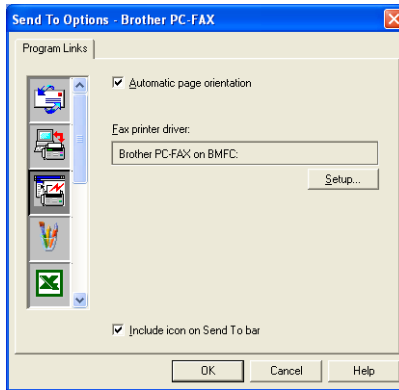 Send To Options - Brother PC-FAX
Program Links
Automatic page orientation
Fax printer driver:
Brother PC-FAX on BMFC:
Setup...
Include icon on Send To bar
OK Cancel Help